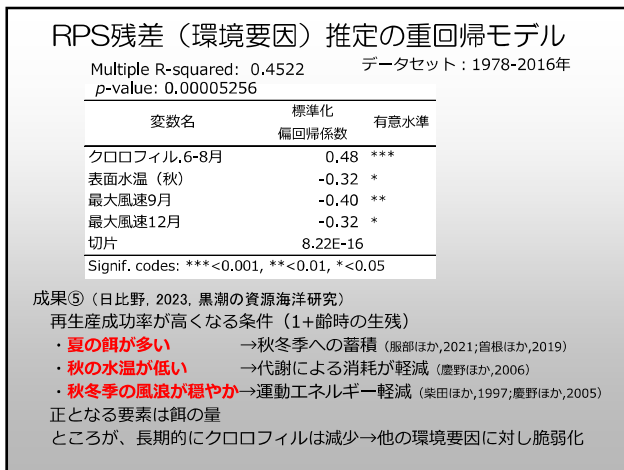 RPS残差（環境要因）推定の重回帰モデル
Multiple R-squared: 0.4522 データセット：1978-2016年
p-value: 0.00005256
変数名 標準化偏回帰係数 有意水準
クロロフィル.6-8月 0.48 ***
表面水温（秋） -0.32 *
最大風速9月 -0.40 **
最大風速12月 -0.32 *
切片 8.22E-16
Signif. codes: ***<0.001, **<0.01, *<0.05
成果⑤（日比野, 2023, 黒潮の資源海洋研究）
再生産成功率が高くなる条件（1+齢時の生残）
・夏の餌が多い →秋冬季への蓄積（服部ほか,2021;曽根ほか,2019）
・秋の水温が低い →代謝による消耗が軽減（慶野ほか,2006）
・秋冬季の風浪が穏やか→運動エネルギー軽減（柴田ほか,1997;慶野ほか,2005）
正となる要素は餌の量
ところが、長期的にクロロフィルは減少→他の環境要因に対し脆弱化